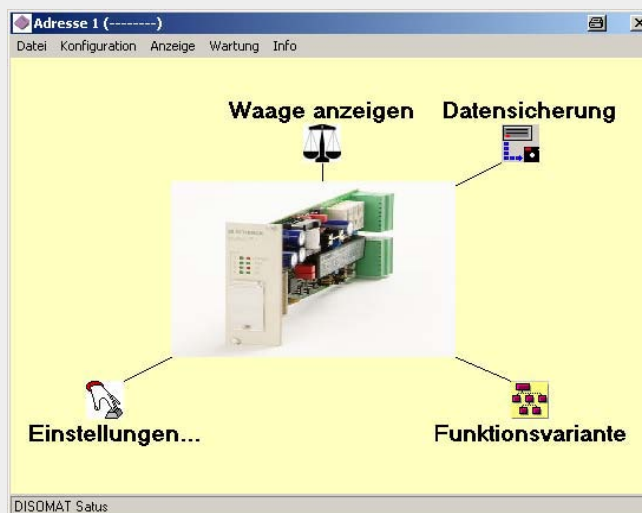 Adresse 1 (--------)
Datei Konfiguration Anzeige Wartung Info
Waage anzeigen Datensicherung
Einstellungen... Funktionsvariante
DISOMAT Satus